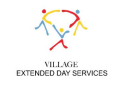 VILLAGE
EXTENDED DAY SERVICES